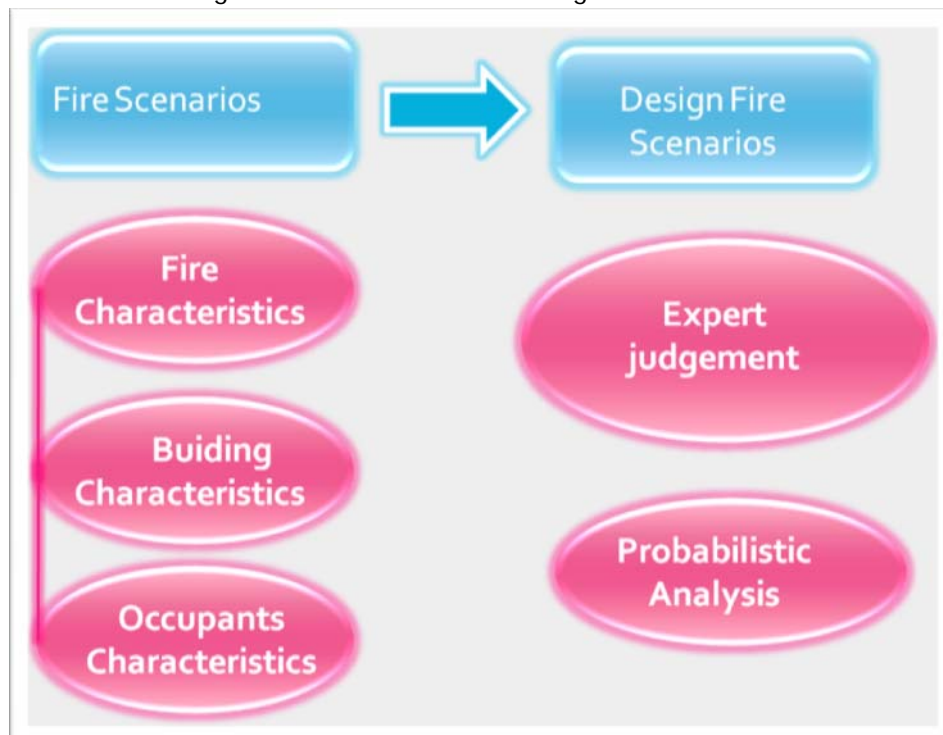 Fire Scenarios
Design Fire
Scenarios
Fire
Characteristics
Buiding
Characteristics
Occupants
Characteristics
Expert
judgement
Probabilistic
Analysis